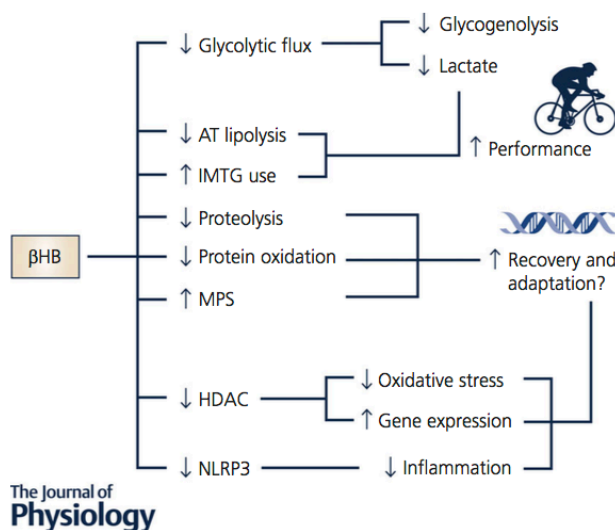 ↓ Glycolytic flux
↓ Glycogenolysis
↓ Lactate
↓ AT lipolysis
↑ IMTG use
↑ Performance
↓ Proteolysis
↓ Protein oxidation
↑ MPS
βHB
↑ Recovery and
adaptation?
↓ HDAC
↓ Oxidative stress
↑ Gene expression
↓ NLRP3
↓ Inflammation
The Journal of
Physiology